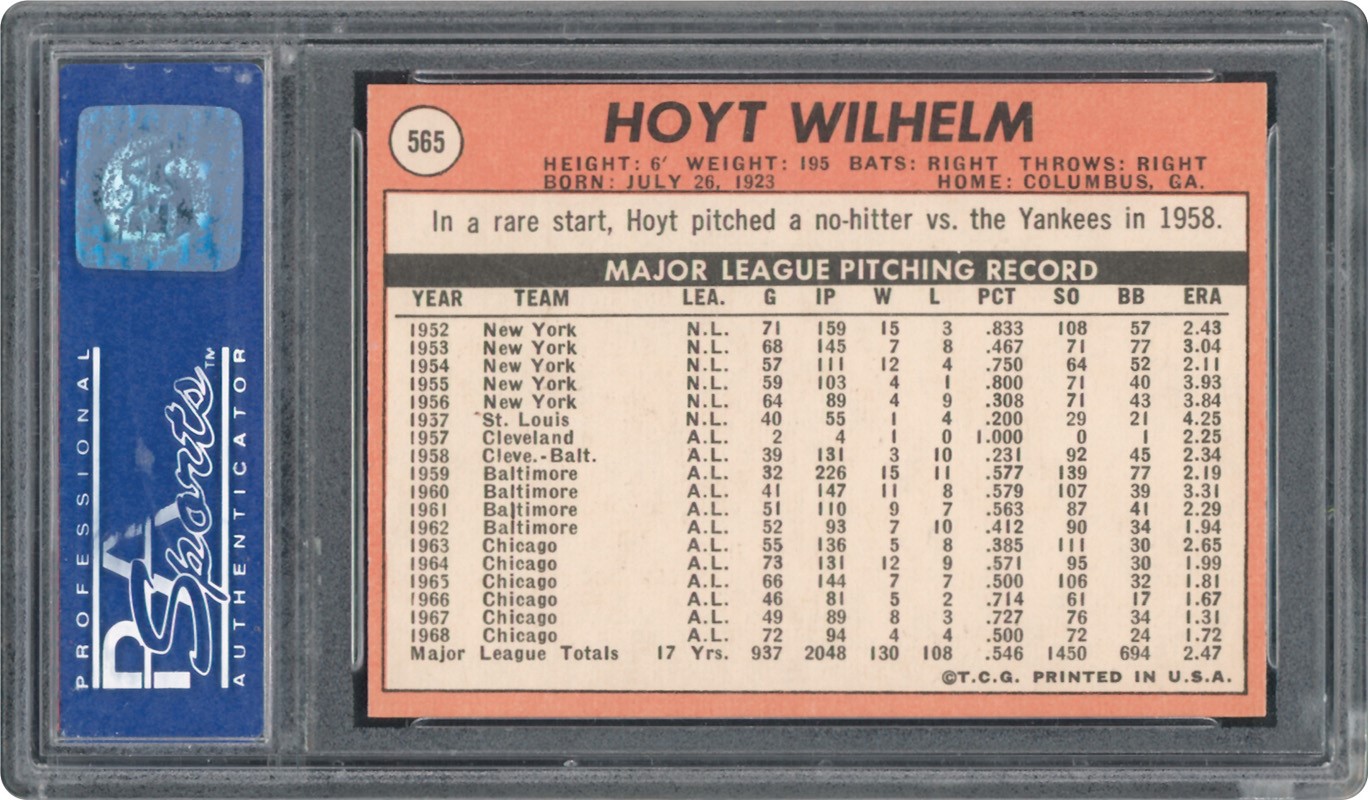 565
HOYT WILHELM
HEIGHT: 6' WEIGHT: 195 BATS: RIGHT THROWS: RIGHT
BORN: JULY 26, 1923 HOME: COLUMBUS, GA.
In a rare start, Hoyt pitched a no-hitter vs. the Yankees in 1958.
MAJOR LEAGUE PITCHING RECORD
YEAR TEAM LEA. G IP W L PCT SO BB ERA
1952 New York N.L. 71 159 15 3 .833 108 57 2.43
1953 New York N.L. 68 145 7 8 .467 71 77 3.04
1954 New York N.L. 57 111 12 4 .750 64 52 2.11
1955 New York N.L. 59 103 4 1 .800 71 40 3.93
1956 New York N.L. 64 89 4 9 .308 71 43 3.84
1957 St. Louis N.L. 40 55 1 4 .200 29 21 4.25
1957 Cleveland A.L. 2 4 1 0 1.000 0 1 2.25
1958 Cleve.-Balt. A.L. 39 131 3 10 .231 92 45 2.34
1959 Baltimore A.L. 32 226 15 11 .577 139 77 2.19
1960 Baltimore A.L. 41 147 11 8 .579 107 39 3.31
1961 Baltimore A.L. 51 110 9 7 .563 87 41 2.29
1962 Baltimore A.L. 52 93 7 10 .412 90 34 1.94
1963 Chicago A.L. 55 136 5 8 .385 111 30 2.65
1964 Chicago A.L. 73 131 12 9 .571 95 30 1.99
1965 Chicago A.L. 66 144 7 7 .500 106 32 1.81
1966 Chicago A.L. 46 81 5 2 .714 61 17 1.67
1967 Chicago A.L. 49 89 8 3 .727 76 34 1.31
1968 Chicago A.L. 72 94 4 4 .500 72 24 1.72
Major League Totals 17 Yrs. 937 2048 130 108 .546 1450 694 2.47
©T.C.G. PRINTED IN U.S.A.
PROFESSIONAL
PSA
Sports™
AUTHENTICATOR